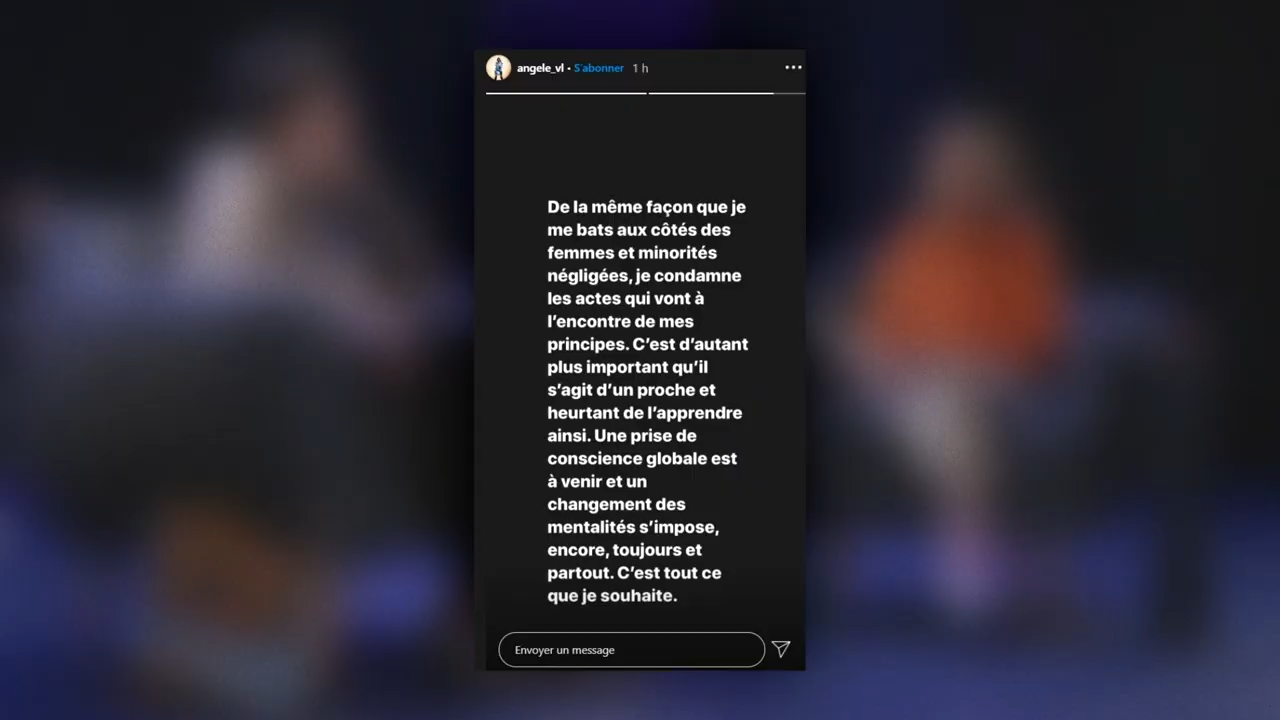 angele_vl • S'abonner 1 h
De la même façon que je
me bats aux côtés des
femmes et minorités
négligées, je condamne
les actes qui vont à
l’encontre de mes
principes. C’est d’autant
plus important qu’il
s’agit d’un proche et
heurtant de l’apprendre
ainsi. Une prise de
conscience globale est
à venir et un
changement des
mentalités s’impose,
encore, toujours et
partout. C’est tout ce
que je souhaite.
Envoyer un message